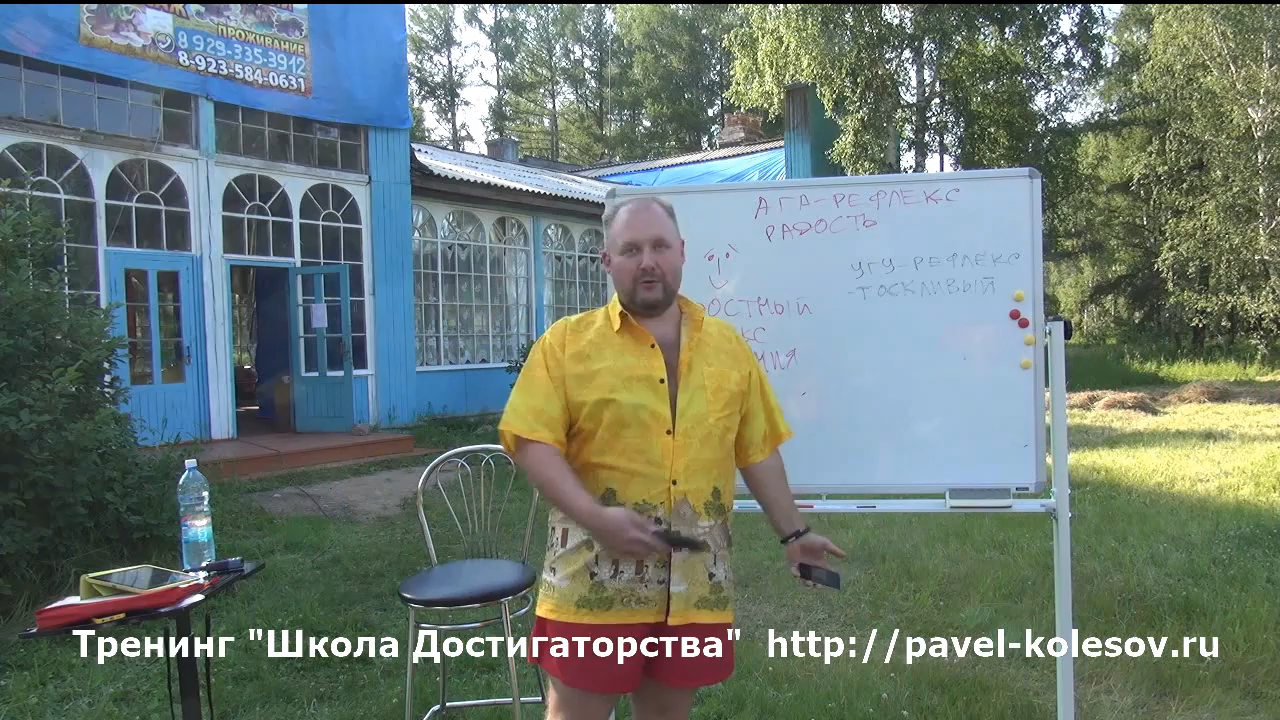 ПРОЖИВАНИЕ
8 929-335-3912
8-923-584-0631
АГА-РЕФЛЕКС
РАДОСТЬ
УГУ-РЕФЛЕКС
-ТОСКЛИВЫЙ
Тренинг "Школа Достигаторства" http://pavel-kolesov.ru